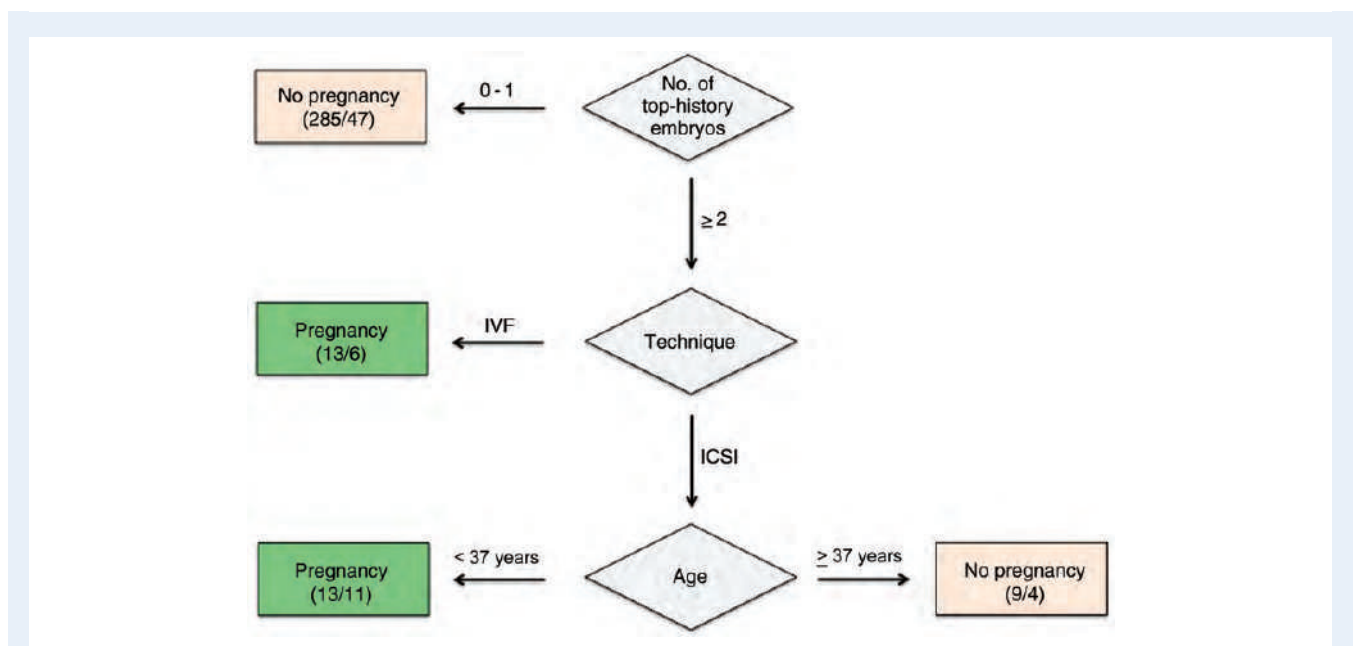 No. of
top-history
embryos
0 - 1
No pregnancy
(285/47)
≥ 2
Technique
IVF
Pregnancy
(13/6)
ICSI
Age
< 37 years
Pregnancy
(13/11)
≥ 37 years
No pregnancy
(9/4)